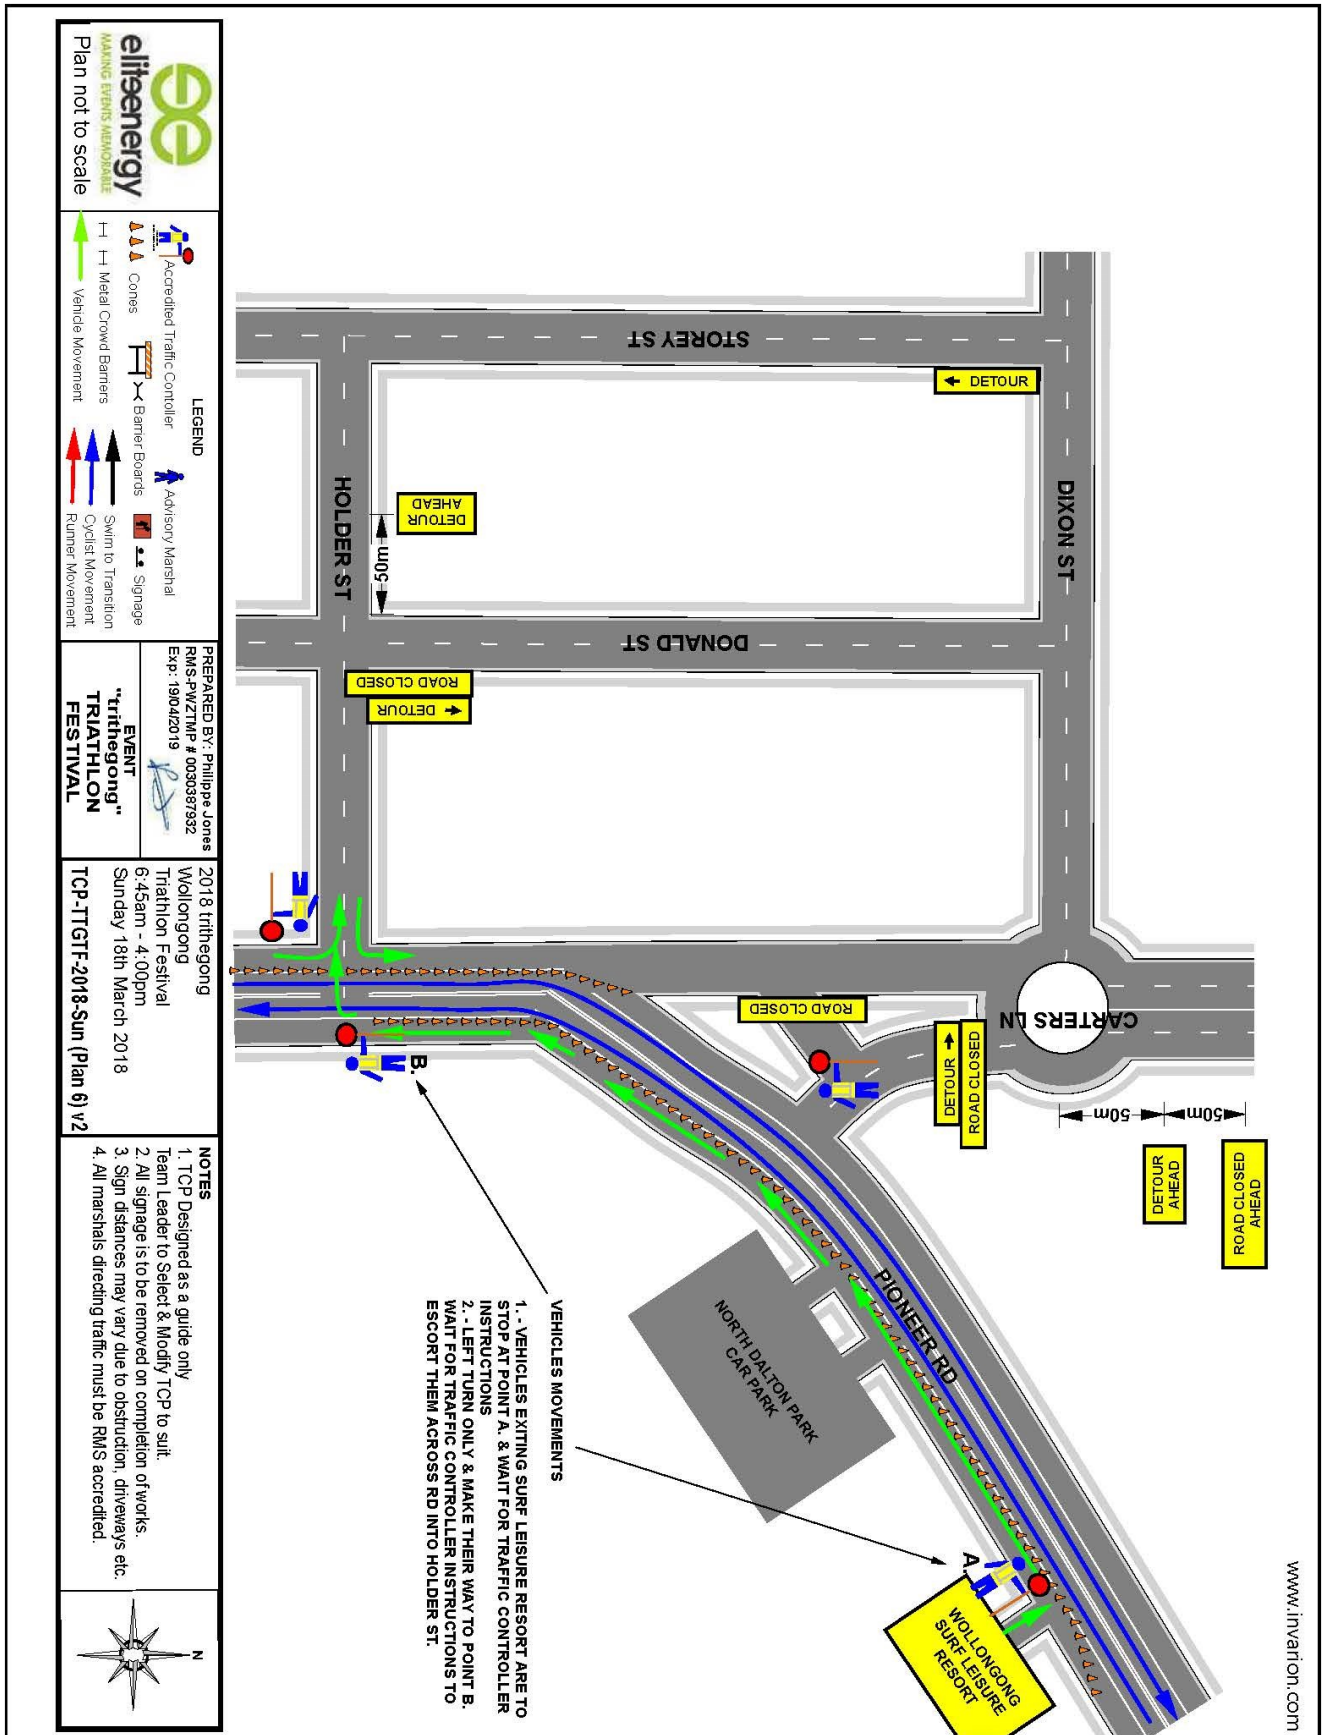 www.invarion.com
STOREY ST
DETOUR
DIXON ST
HOLDER ST
DETOUR
AHEAD
50m
DONALD ST
ROAD CLOSED
DETOUR
CARTERS LN
ROAD CLOSED
DETOUR
ROAD CLOSED
50m
50m
DETOUR
AHEAD
ROAD CLOSED
AHEAD
PIONEER RD
NORTH DALTON PARK
CAR PARK
B.
A.
WOLLONGONG
SURF LEISURE
RESORT
VEHICLES MOVEMENTS
1. - VEHICLES EXITING SURF LEISURE RESORT ARE TO
STOP AT POINT A. & WAIT FOR TRAFFIC CONTROLLER
INSTRUCTIONS
2. - LEFT TURN ONLY & MAKE THEIR WAY TO POINT B.
WAIT FOR TRAFFIC CONTROLLER INSTRUCTIONS TO
ESCORT THEM ACROSS RD INTO HOLDER ST.
eliteenergy
MAKING EVENTS MEMORABLE
Plan not to scale
LEGEND
Accredited Traffic Contoller
Advisory Marshal
Cones
Barrier Boards
Signage
Metal Crowd Barriers
Swim to Transition
Vehicle Movement
Cyclist Movement
Runner Movement
PREPARED BY: Philippe Jones
RMS-PWZTMP # 0030387932
Exp: 19/04/2019
EVENT
"trithegong"
TRIATHLON
FESTIVAL
2018 trithegong
Wollongong
Triathlon Festival
6:45am - 4:00pm
Sunday 18th March 2018
TCP-TTGTF-2018-Sun (Plan 6) v2
NOTES
1. TCP Designed as a guide only
Team Leader to Select & Modify TCP to suit.
2. All signage is to be removed on completion of works.
3. Sign distances may vary due to obstruction, driveways etc.
4. All marshals directing traffic must be RMS accredited.
N